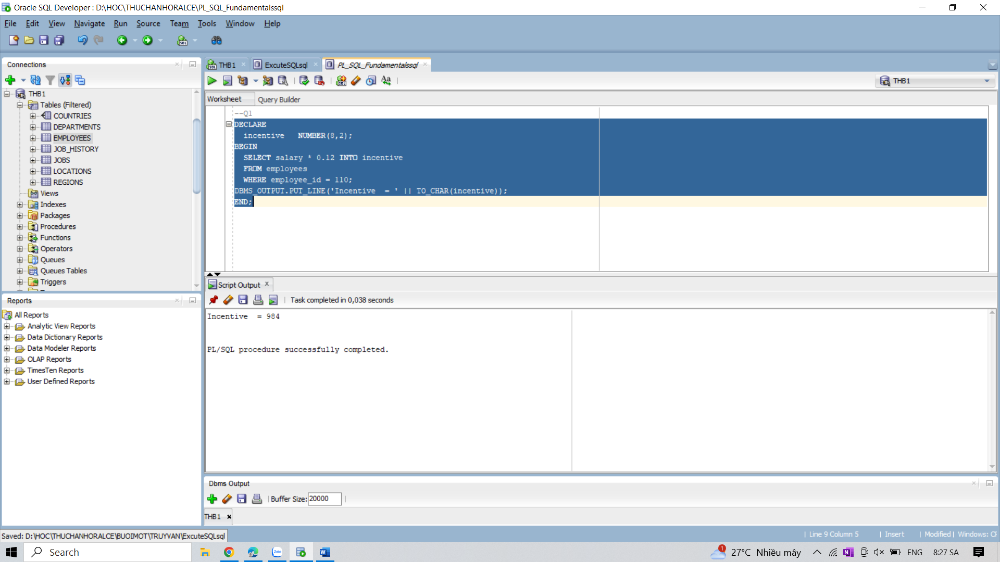 Oracle SQL Developer : D:\HOC\THUCHANHORALCE\PL_SQL_Fundamentalssql
File Edit View Navigate Run Source Team Tools Window Help
Connections
THB1
Tables (Filtered)
COUNTRIES
DEPARTMENTS
EMPLOYEES
JOB_HISTORY
JOBS
LOCATIONS
REGIONS
Views
Indexes
Packages
Procedures
Functions
Operators
Queues
Queues Tables
Triggers
Reports
All Reports
Analytic View Reports
Data Dictionary Reports
Data Modeler Reports
OLAP Reports
TimesTen Reports
User Defined Reports
THB1 ExcuteSQLsql PL_SQL_Fundamentalssql
THB1
Worksheet Query Builder
--Q1
DECLARE
incentive NUMBER(8,2);
BEGIN
SELECT salary * 0.12 INTO incentive
FROM employees
WHERE employee_id = 110;
DBMS_OUTPUT.PUT_LINE('Incentive  = ' || TO_CHAR(incentive));
END;
Script Output
Task completed in 0,038 seconds
Incentive  = 984
PL/SQL procedure successfully completed.
Dbms Output
Buffer Size: 20000
THB1
Saved: D:\HOC\THUCHANHORALCE\BUOIMOT\TRUYVAN\ExcuteSQLsql
Line 9 Column 5 | Insert | Modified | Windows: CF
Search
27°C Nhiều mây ENG 8:27 SA